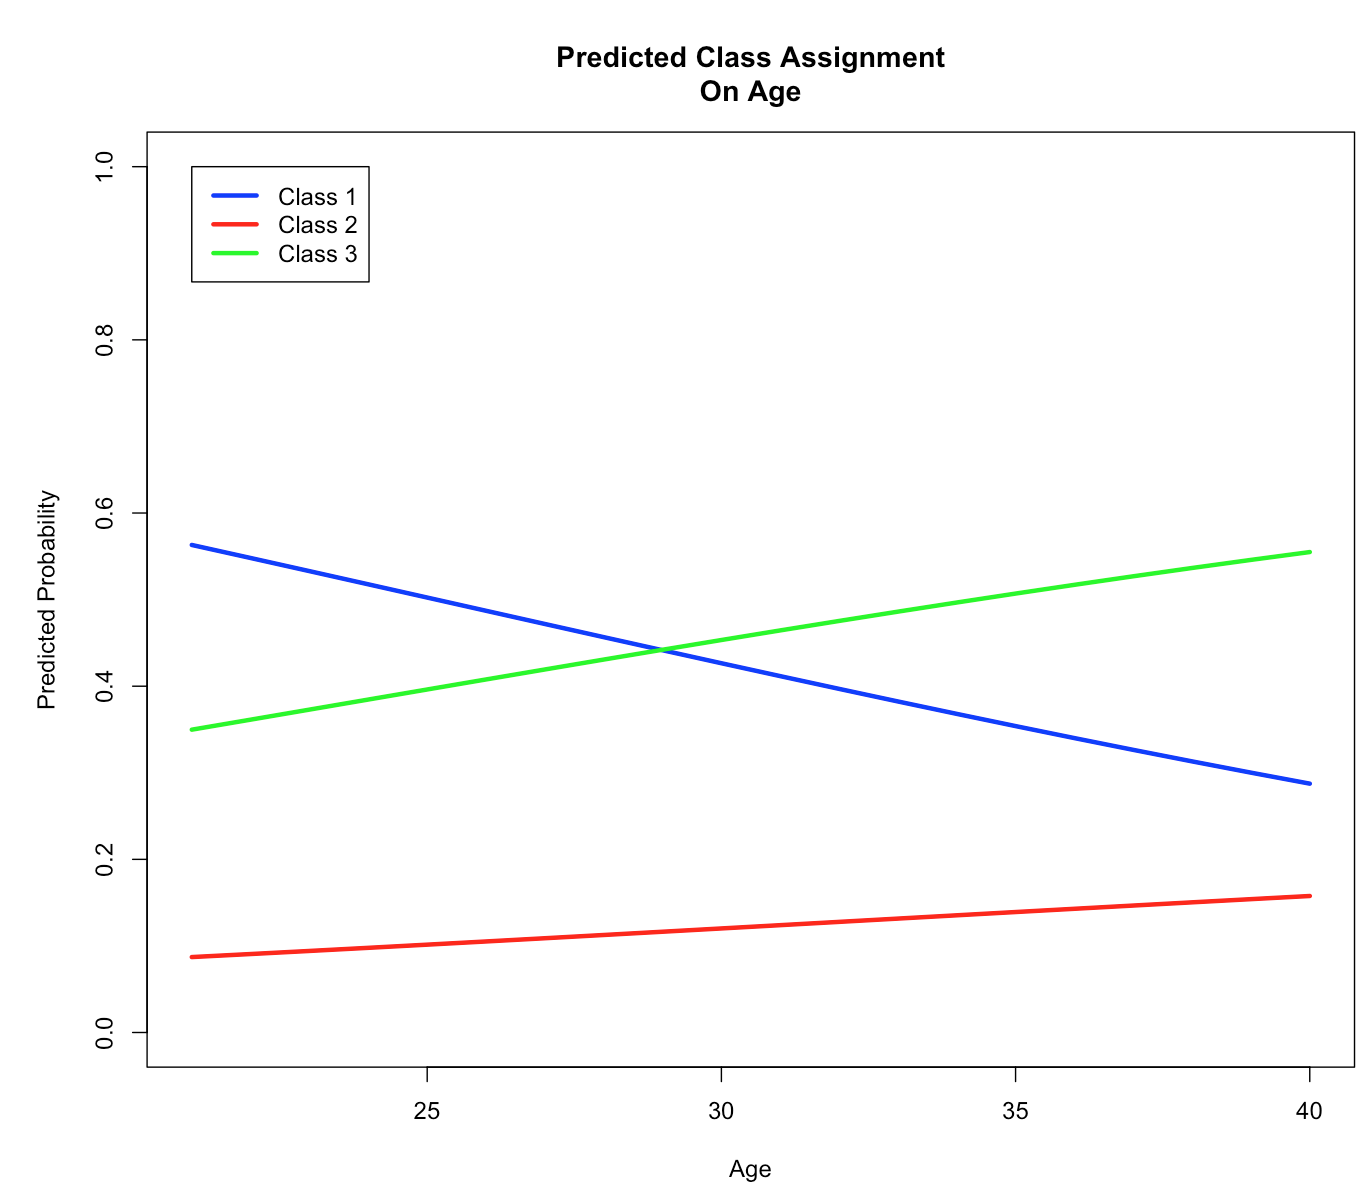 Predicted Class Assignment
On Age
Class 1
Class 2
Class 3
Predicted Probability
1.0
0.8
0.6
0.4
0.2
0.0
25 30 35 40
Age